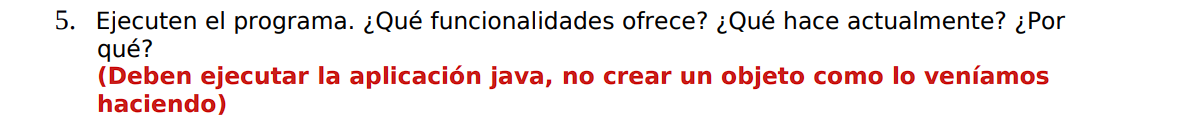 5. Ejecuten el programa. ¿Qué funcionalidades ofrece? ¿Qué hace actualmente? ¿Por
qué?
(Deben ejecutar la aplicación java, no crear un objeto como lo veníamos
haciendo)